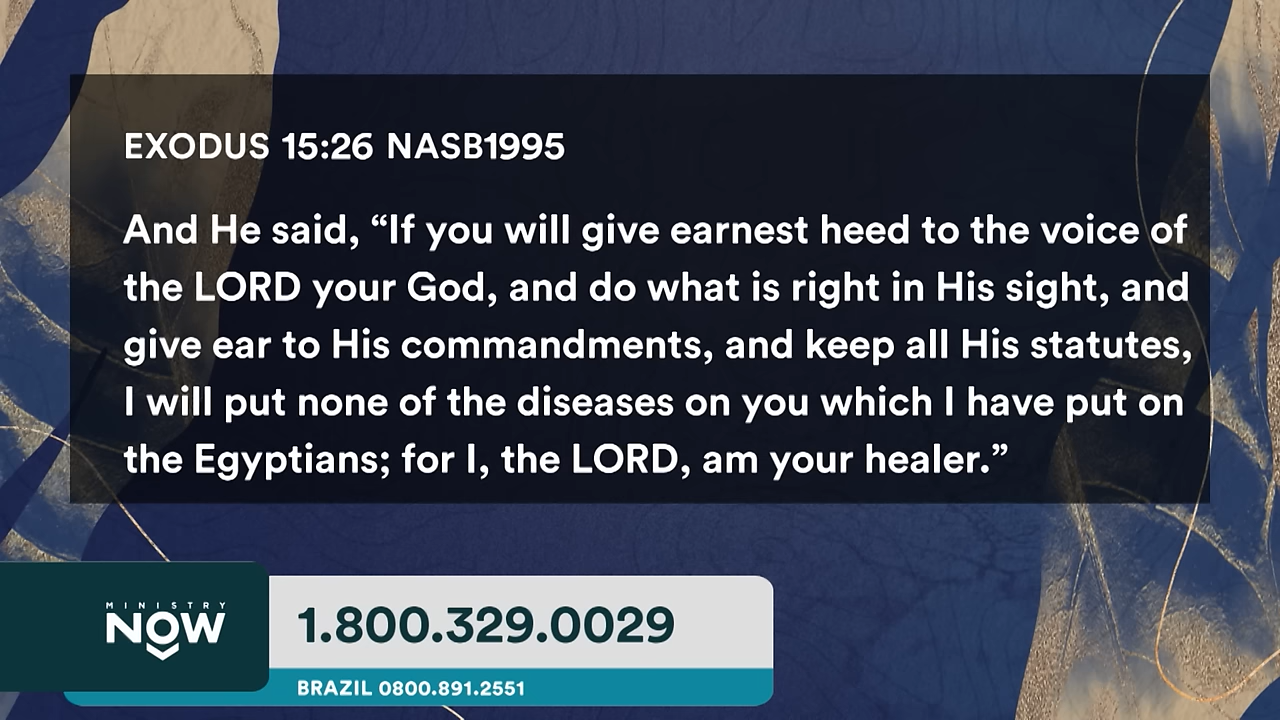 EXODUS 15:26 NASB1995
And He said, “If you will give earnest heed to the voice of
the LORD your God, and do what is right in His sight, and
give ear to His commandments, and keep all His statutes,
I will put none of the diseases on you which I have put on
the Egyptians; for I, the LORD, am your healer.”
MINISTRY
NOW
1.800.329.0029
BRAZIL 0800.891.2551